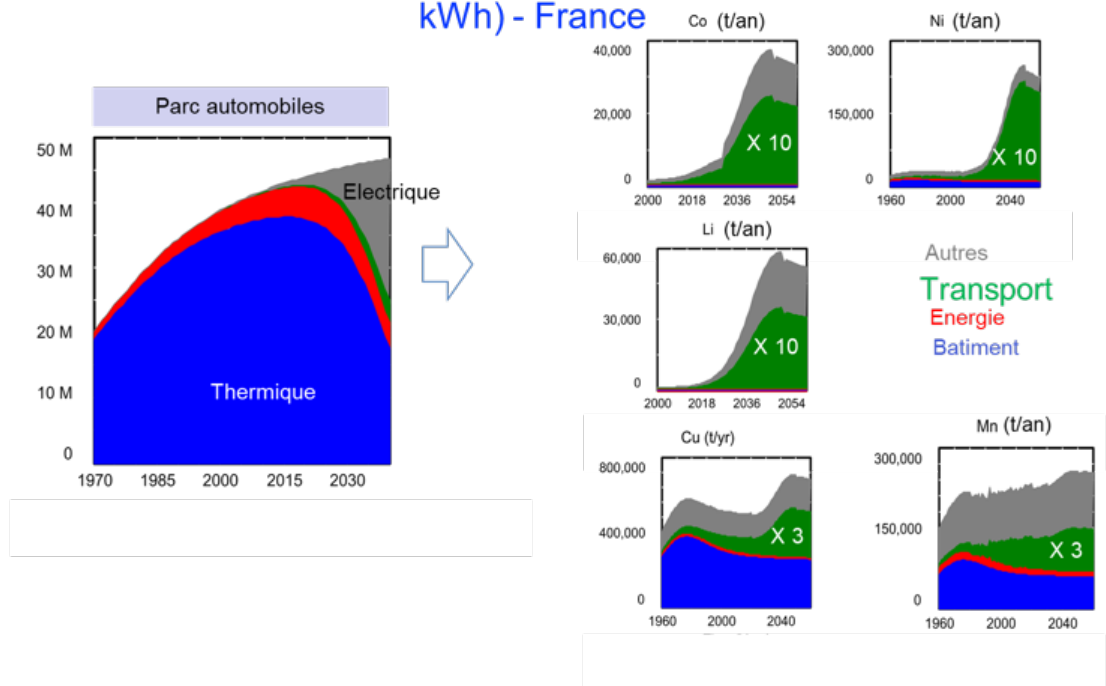 kWh) - France
Parc automobiles
50 M
40 M
30 M
20 M
10 M
0
Electrique
Thermique
1970 1985 2000 2015 2030
Co (t/an)
40,000
20,000
0
X 10
2000 2018 2036 2054
Ni (t/an)
300,000
150,000
0
X 10
1960 2000 2040
Li (t/an)
60,000
30,000
0
X 10
2000 2018 2036 2054
Autres
Transport
Energie
Batiment
Cu (t/yr)
800,000
400,000
0
X 3
1960 2000 2040
Mn (t/an)
300,000
150,000
0
X 3
1960 2000 2040